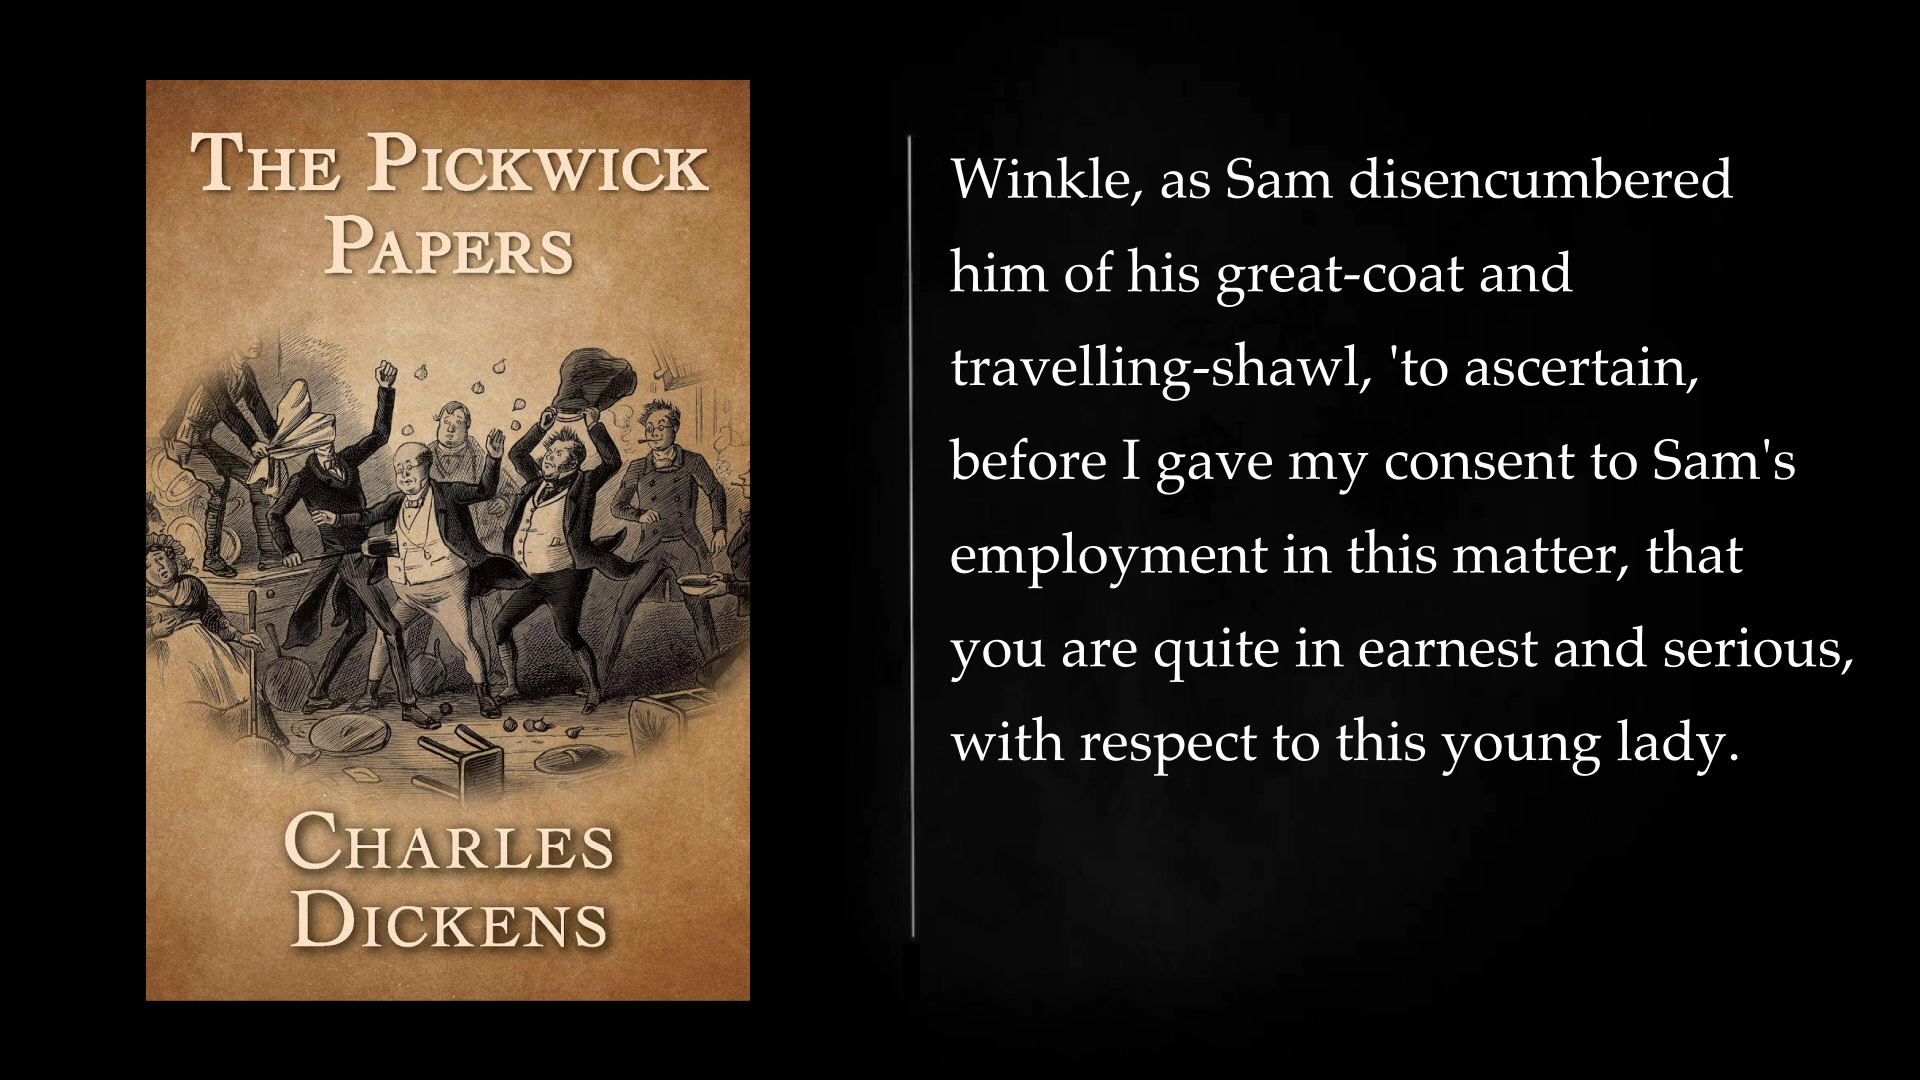 The Pickwick
Papers
Charles
Dickens
Winkle, as Sam disencumbered
him of his great-coat and
travelling-shawl, 'to ascertain,
before I gave my consent to Sam's
employment in this matter, that
you are quite in earnest and serious,
with respect to this young lady.